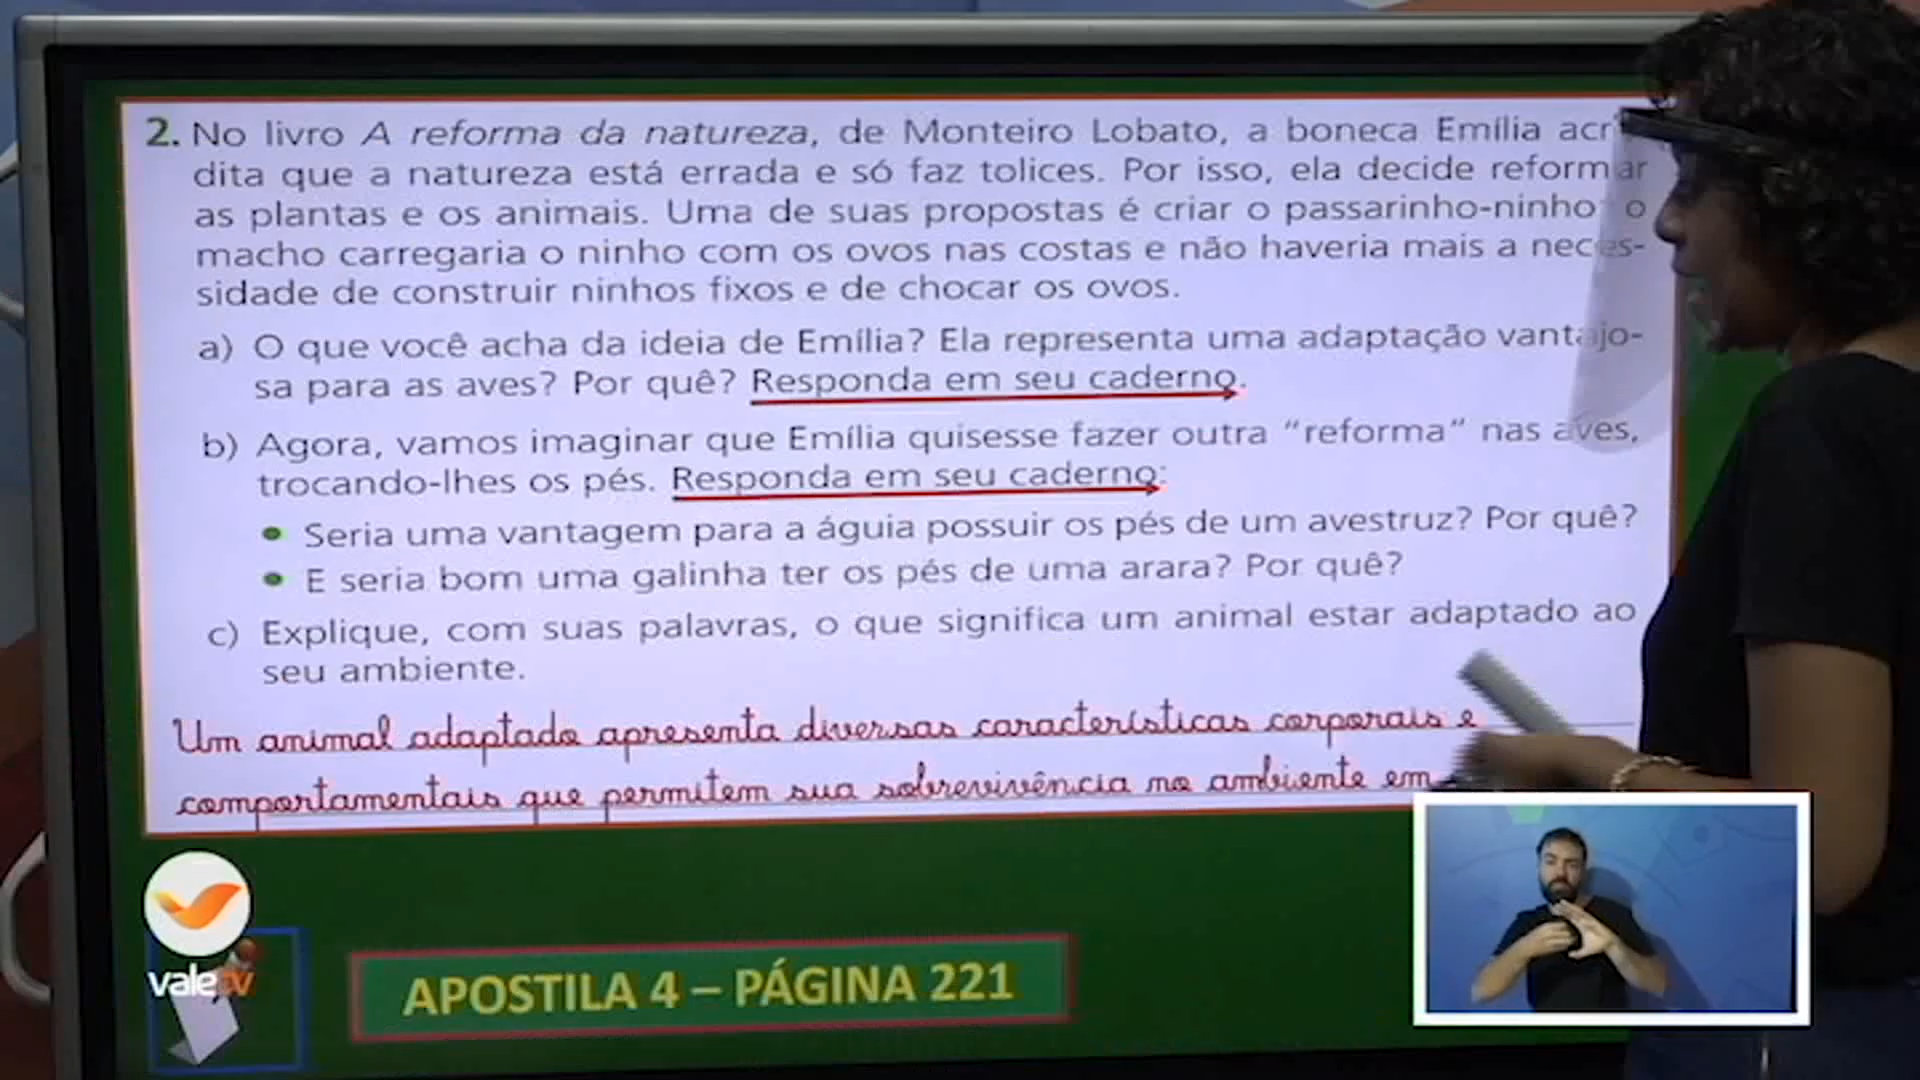 2. No livro A reforma da natureza, de Monteiro Lobato, a boneca Emília acr
dita que a natureza está errada e só faz tolices. Por isso, ela decide reformar
as plantas e os animais. Uma de suas propostas é criar o passarinho-ninho: o
macho carregaria o ninho com os ovos nas costas e não haveria mais a neces-
sidade de construir ninhos fixos e de chocar os ovos.
a) O que você acha da ideia de Emília? Ela representa uma adaptação vantajo-
sa para as aves? Por quê? Responda em seu caderno.
b) Agora, vamos imaginar que Emília quisesse fazer outra “reforma” nas aves,
trocando-lhes os pés. Responda em seu caderno:
• Seria uma vantagem para a águia possuir os pés de um avestruz? Por quê?
• E seria bom uma galinha ter os pés de uma arara? Por quê?
c) Explique, com suas palavras, o que significa um animal estar adaptado ao
seu ambiente.
Um animal adaptado apresenta diversas características corporais e
comportamentais que permitem sua sobrevivência no ambiente em
valetv
APOSTILA 4 – PÁGINA 221